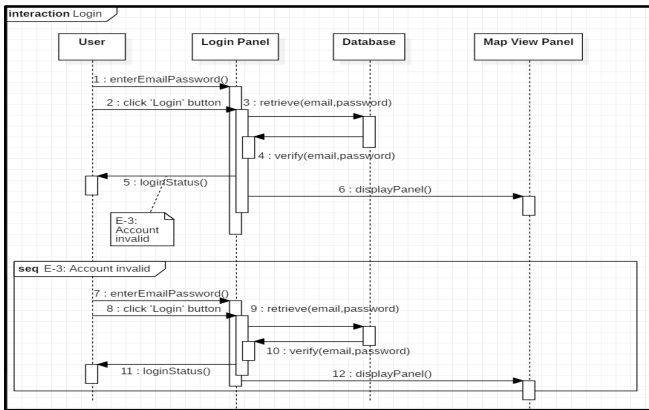 interaction Login
User
Login Panel
Database
Map View Panel
1 : enterEmailPassword()
2 : click 'Login' button
3 : retrieve(email,password)
4 : verify(email,password)
5 : loginStatus()
6 : displayPanel()
E-3:
Account
invalid
seq E-3: Account invalid
7 : enterEmailPassword()
8 : click 'Login' button
9 : retrieve(email,password)
10 : verify(email,password)
11 : loginStatus()
12 : displayPanel()